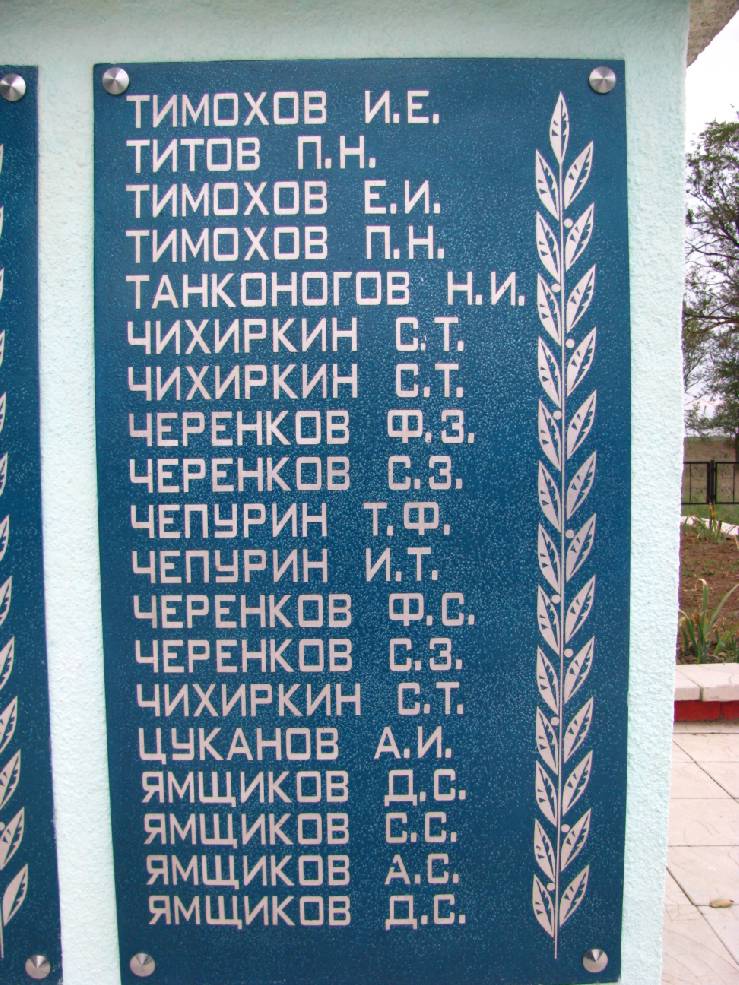 ТИМОХОВ И.Е.
ТИТОВ П.Н.
ТИМОХОВ Е.И.
ТИМОХОВ П.Н.
ТАНКОНОГОВ Н.И.
ЧИХИРКИН С.Т.
ЧИХИРКИН С.Т.
ЧЕРЕНКОВ Ф.З.
ЧЕРЕНКОВ С.З.
ЧЕПУРИН Т.Ф.
ЧЕПУРИН И.Т.
ЧЕРЕНКОВ Ф.С.
ЧЕРЕНКОВ С.З.
ЧИХИРКИН С.Т.
ЦУКАНОВ А.И.
ЯМЩИКОВ Д.С.
ЯМЩИКОВ С.С.
ЯМЩИКОВ А.С.
ЯМЩИКОВ Д.С.